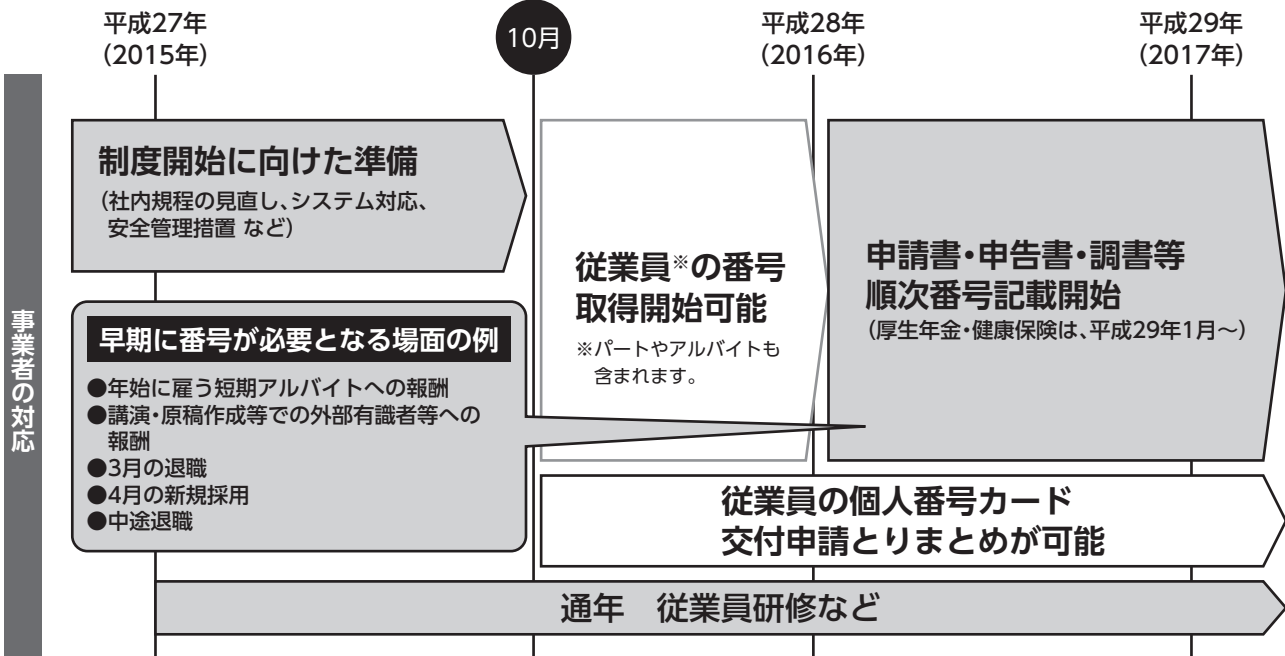 平成27年
(2015年)
10月
平成28年
(2016年)
平成29年
(2017年)
事業者の対応
制度開始に向けた準備
(社内規程の見直し、システム対応、
安全管理措置 など)
従業員※の番号
取得開始可能
※パートやアルバイトも
含まれます。
申請書・申告書・調書等
順次番号記載開始
(厚生年金・健康保険は、平成29年1月〜)
早期に番号が必要となる場面の例
●年始に雇う短期アルバイトへの報酬
●講演・原稿作成等での外部有識者等への
報酬
●3月の退職
●4月の新規採用
●中途退職
従業員の個人番号カード
交付申請とりまとめが可能
通年 従業員研修など